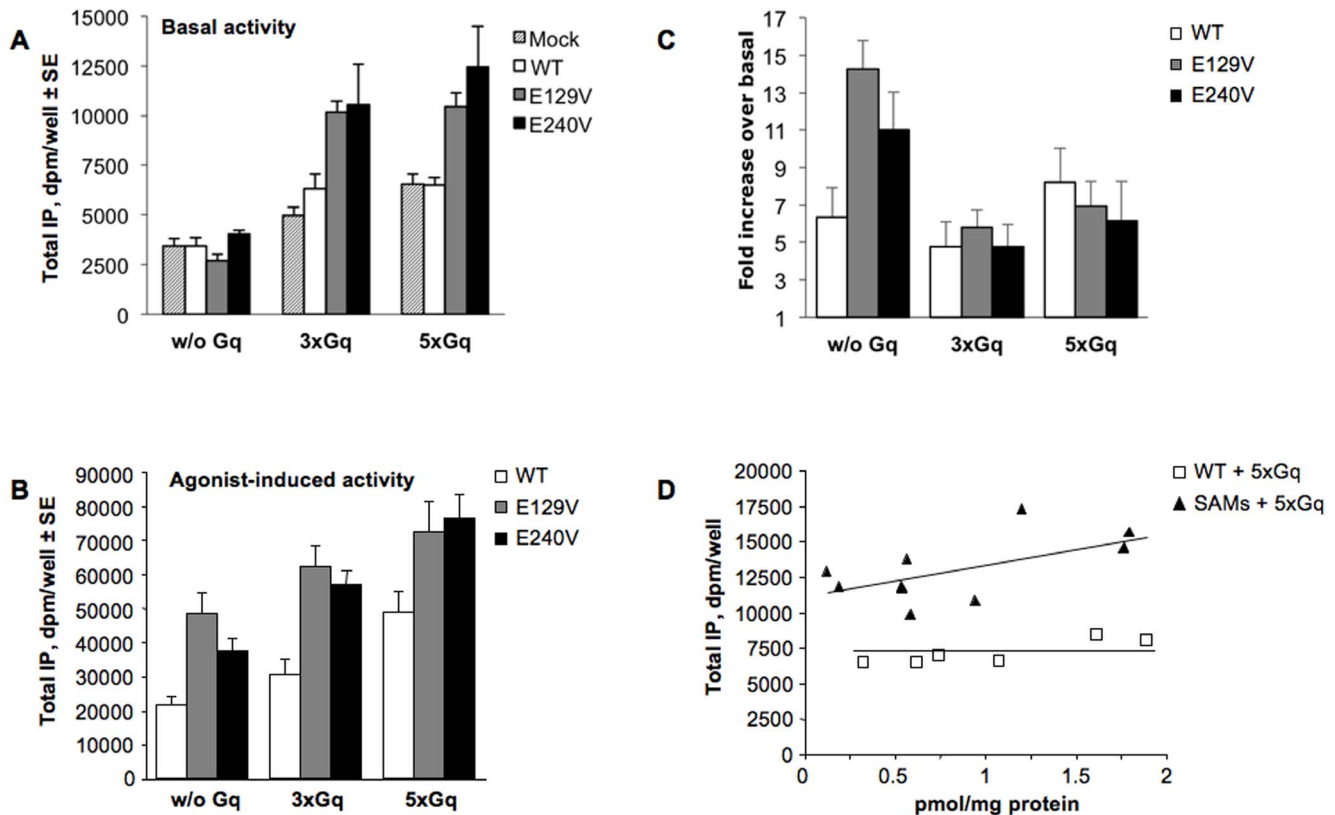 A
Basal activity
Total IP, dpm/well ± SE
15000
12500
10000
7500
5000
2500
0
w/o Gq 3xGq 5xGq
Mock
WT
E129V
E240V
C
Fold increase over basal
17
15
13
11
9
7
5
3
1
w/o Gq 3xGq 5xGq
WT
E129V
E240V
B
Agonist-induced activity
Total IP, dpm/well ± SE
90000
80000
70000
60000
50000
40000
30000
20000
10000
0
w/o Gq 3xGq 5xGq
WT
E129V
E240V
D
Total IP, dpm/well
20000
17500
15000
12500
10000
7500
5000
2500
0
0 0.5 1 1.5 2
pmol/mg protein
WT + 5xGq
SAMs + 5xGq